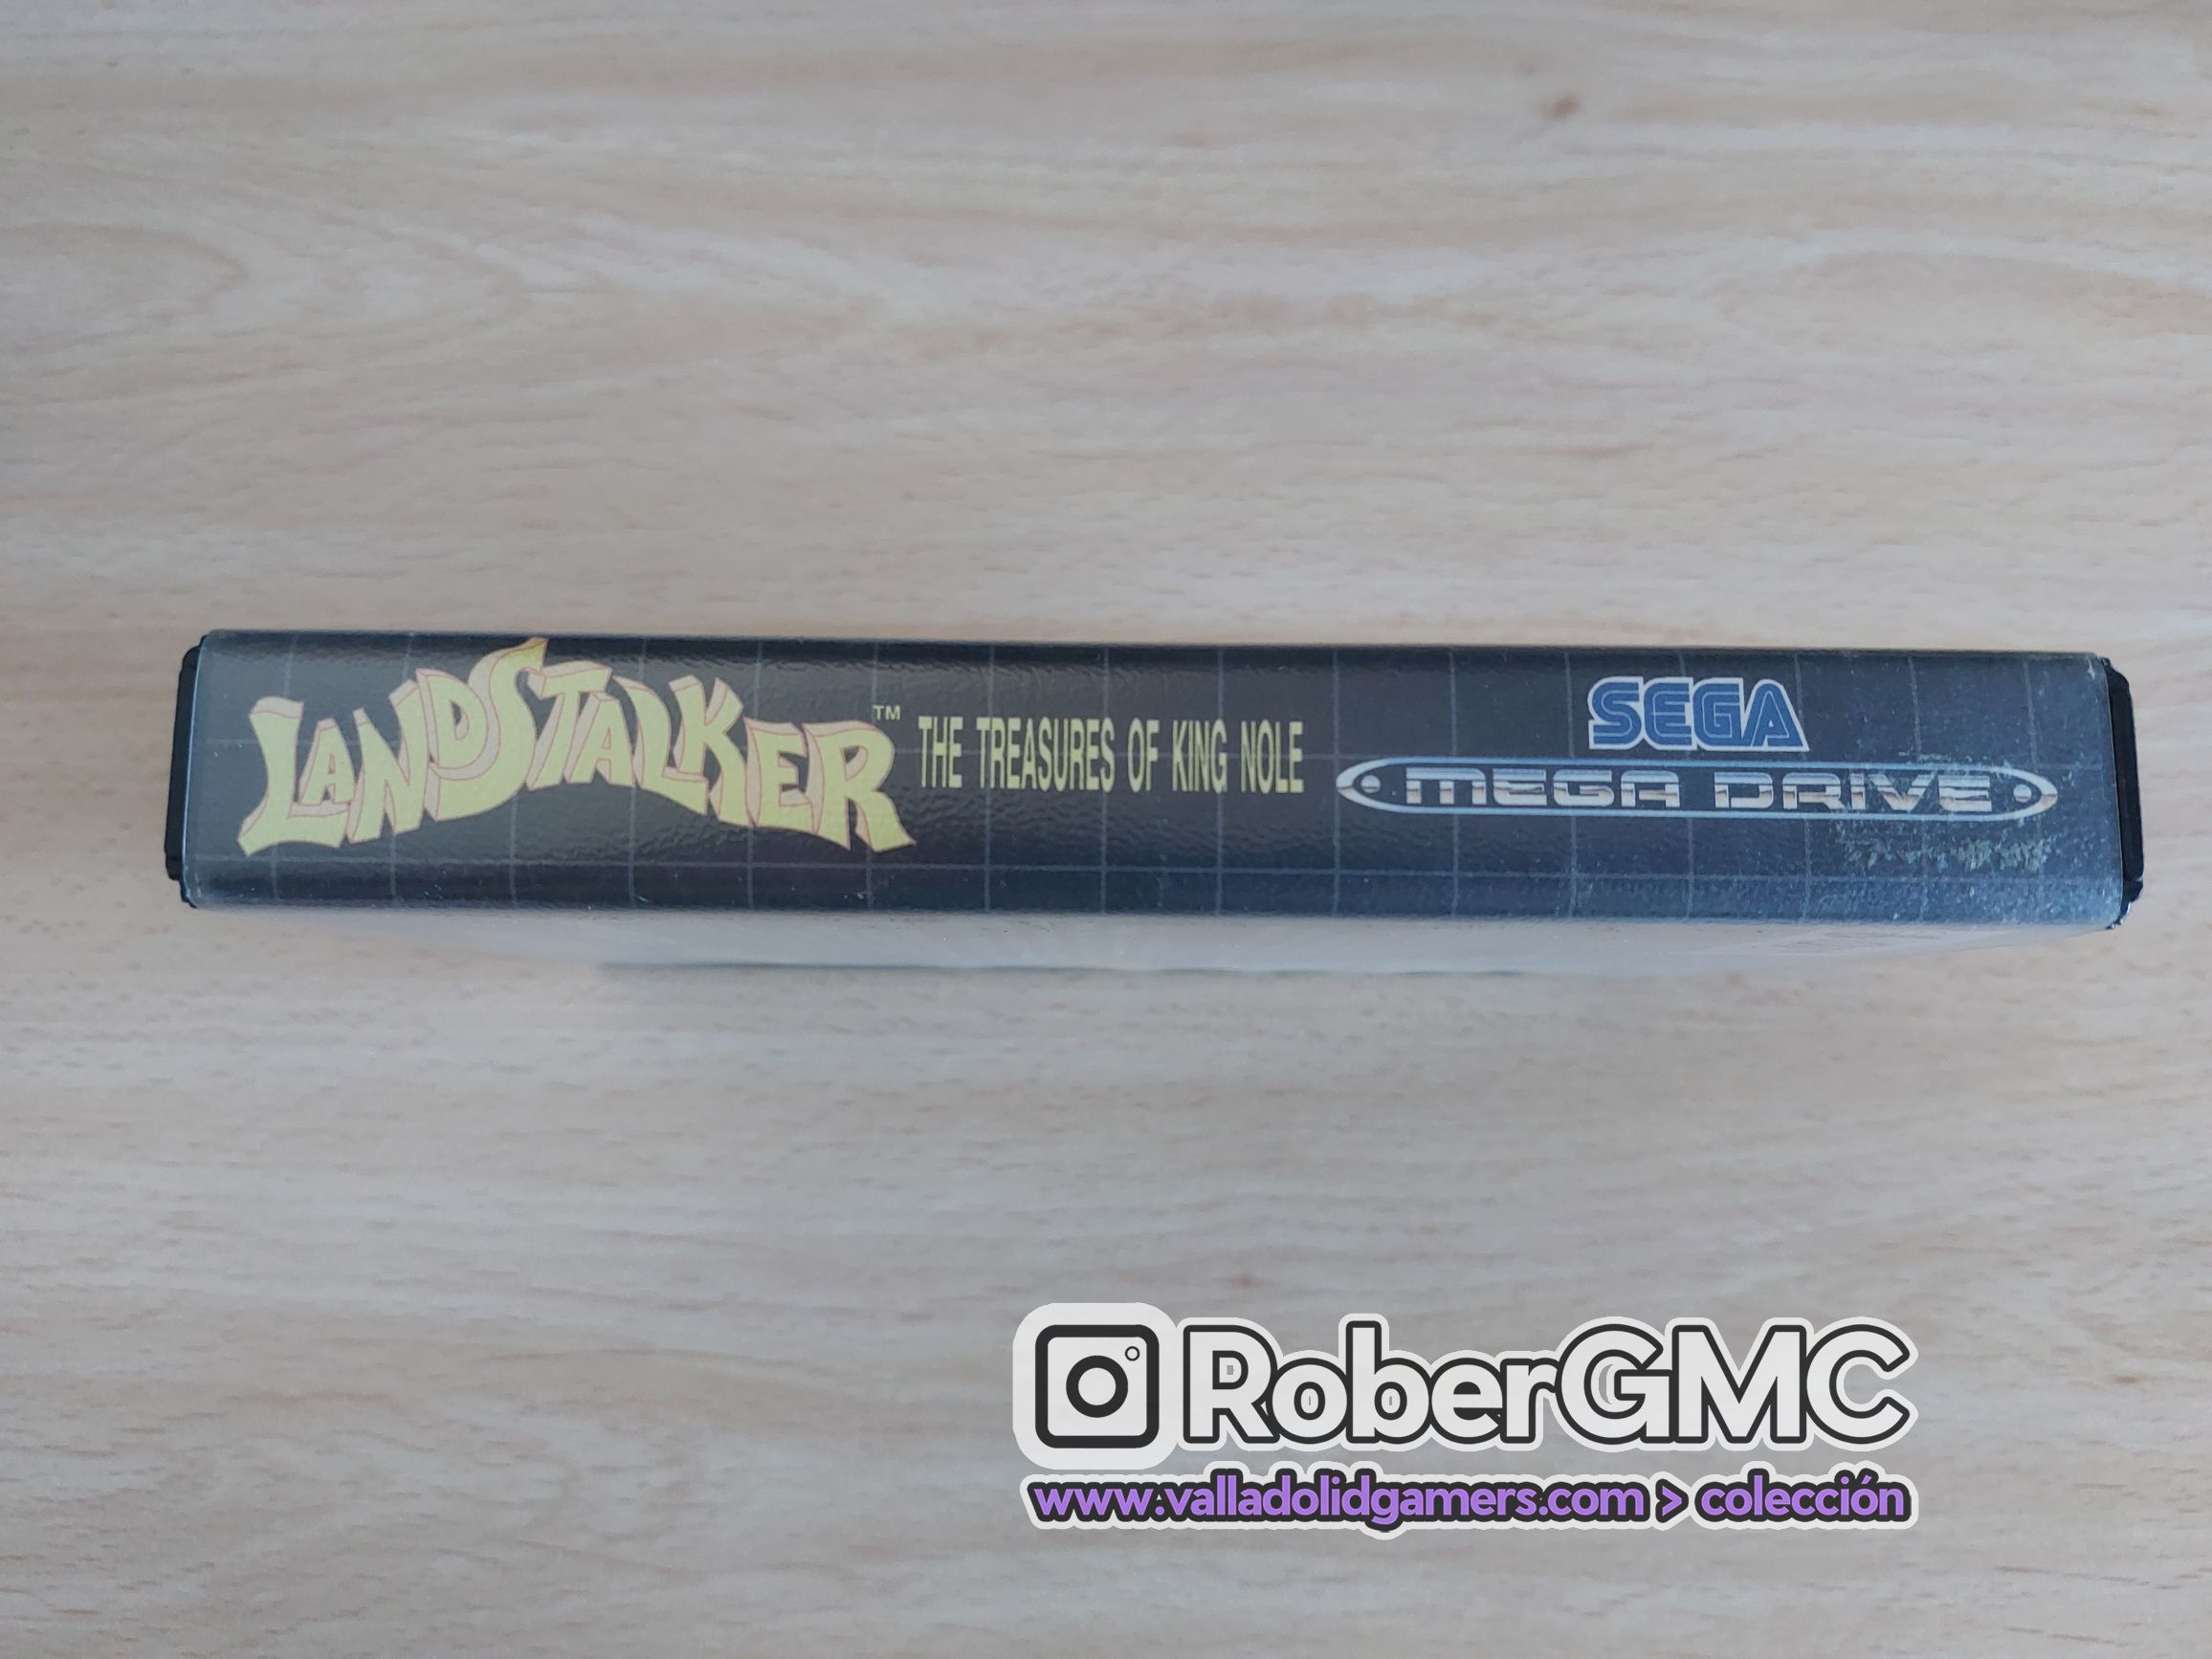 LANDSTALKER™ THE TREASURES OF KING NOLE
SEGA
MEGA DRIVE
RoberGMC
www.valladolidgamers.com > colección